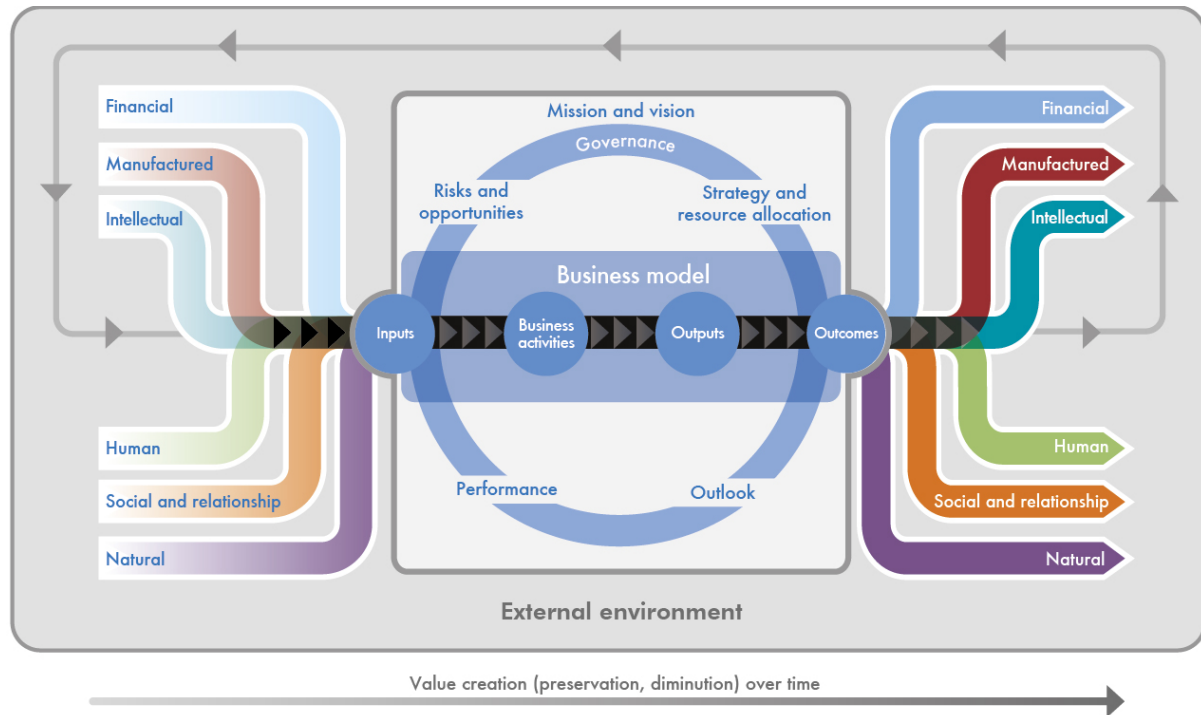 Financial
Manufactured
Intellectual
Human
Social and relationship
Natural
Mission and vision
Governance
Risks and
opportunities
Strategy and
resource allocation
Business model
Inputs
Business
activities
Outputs
Outcomes
Performance
Outlook
Financial
Manufactured
Intellectual
Human
Social and relationship
Natural
External environment
Value creation (preservation, diminution) over time